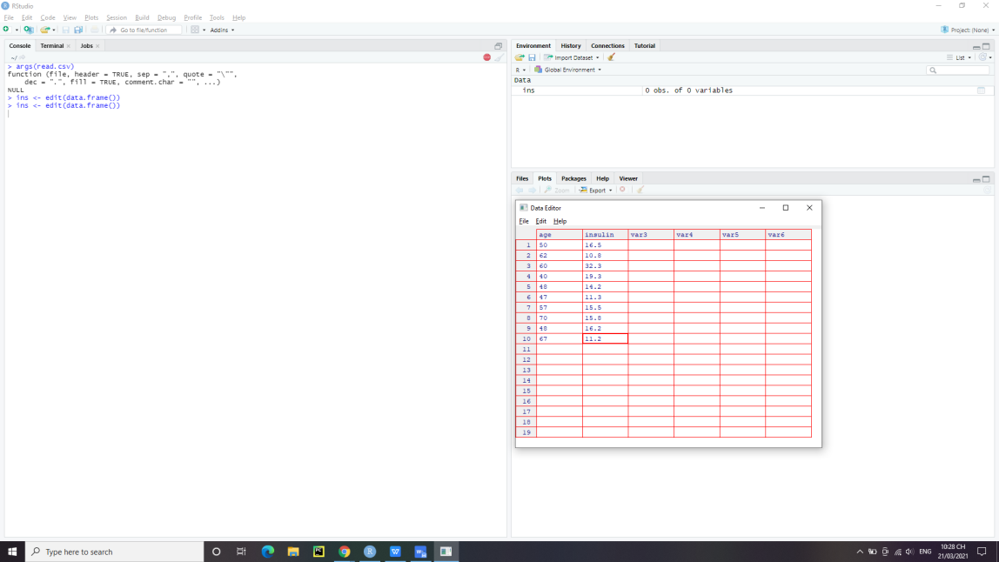 RStudio
File Edit Code View Plots Session Build Debug Profile Tools Help
Go to file/function Addins Project: (None)
Console Terminal Jobs
~/
> args(read.csv)
function (file, header = TRUE, sep = ",", quote = "\"",
    dec = ".", fill = TRUE, comment.char = "", ...)
NULL
> ins <- edit(data.frame())
> ins <- edit(data.frame())
Environment History Connections Tutorial
Import Dataset List
R Global Environment
Data
ins 0 obs. of 0 variables
Files Plots Packages Help Viewer
Zoom Export
Data Editor
File Edit Help
age insulin var3 var4 var5 var6
1 50 16.5
2 62 10.8
3 60 32.3
4 40 19.3
5 48 14.2
6 47 11.3
7 57 15.5
8 70 15.8
9 48 16.2
10 67 11.2
11
12
13
14
15
16
17
18
19
Type here to search
ENG
10:28 CH
21/03/2021